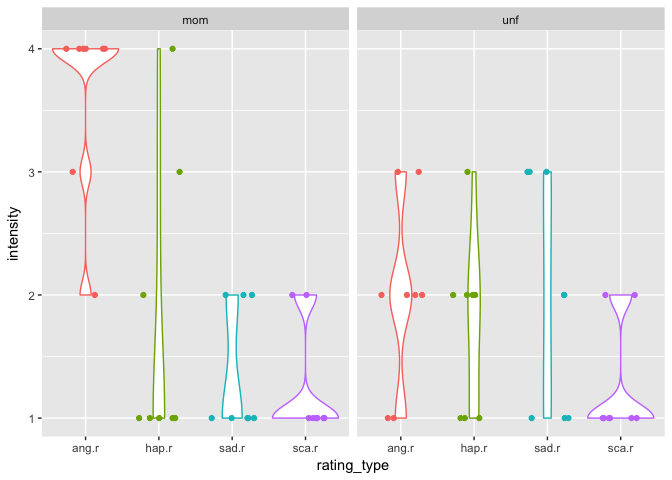 mom unf
4
3
2
1
intensity
ang.r hap.r sad.r sca.r ang.r hap.r sad.r sca.r
rating_type